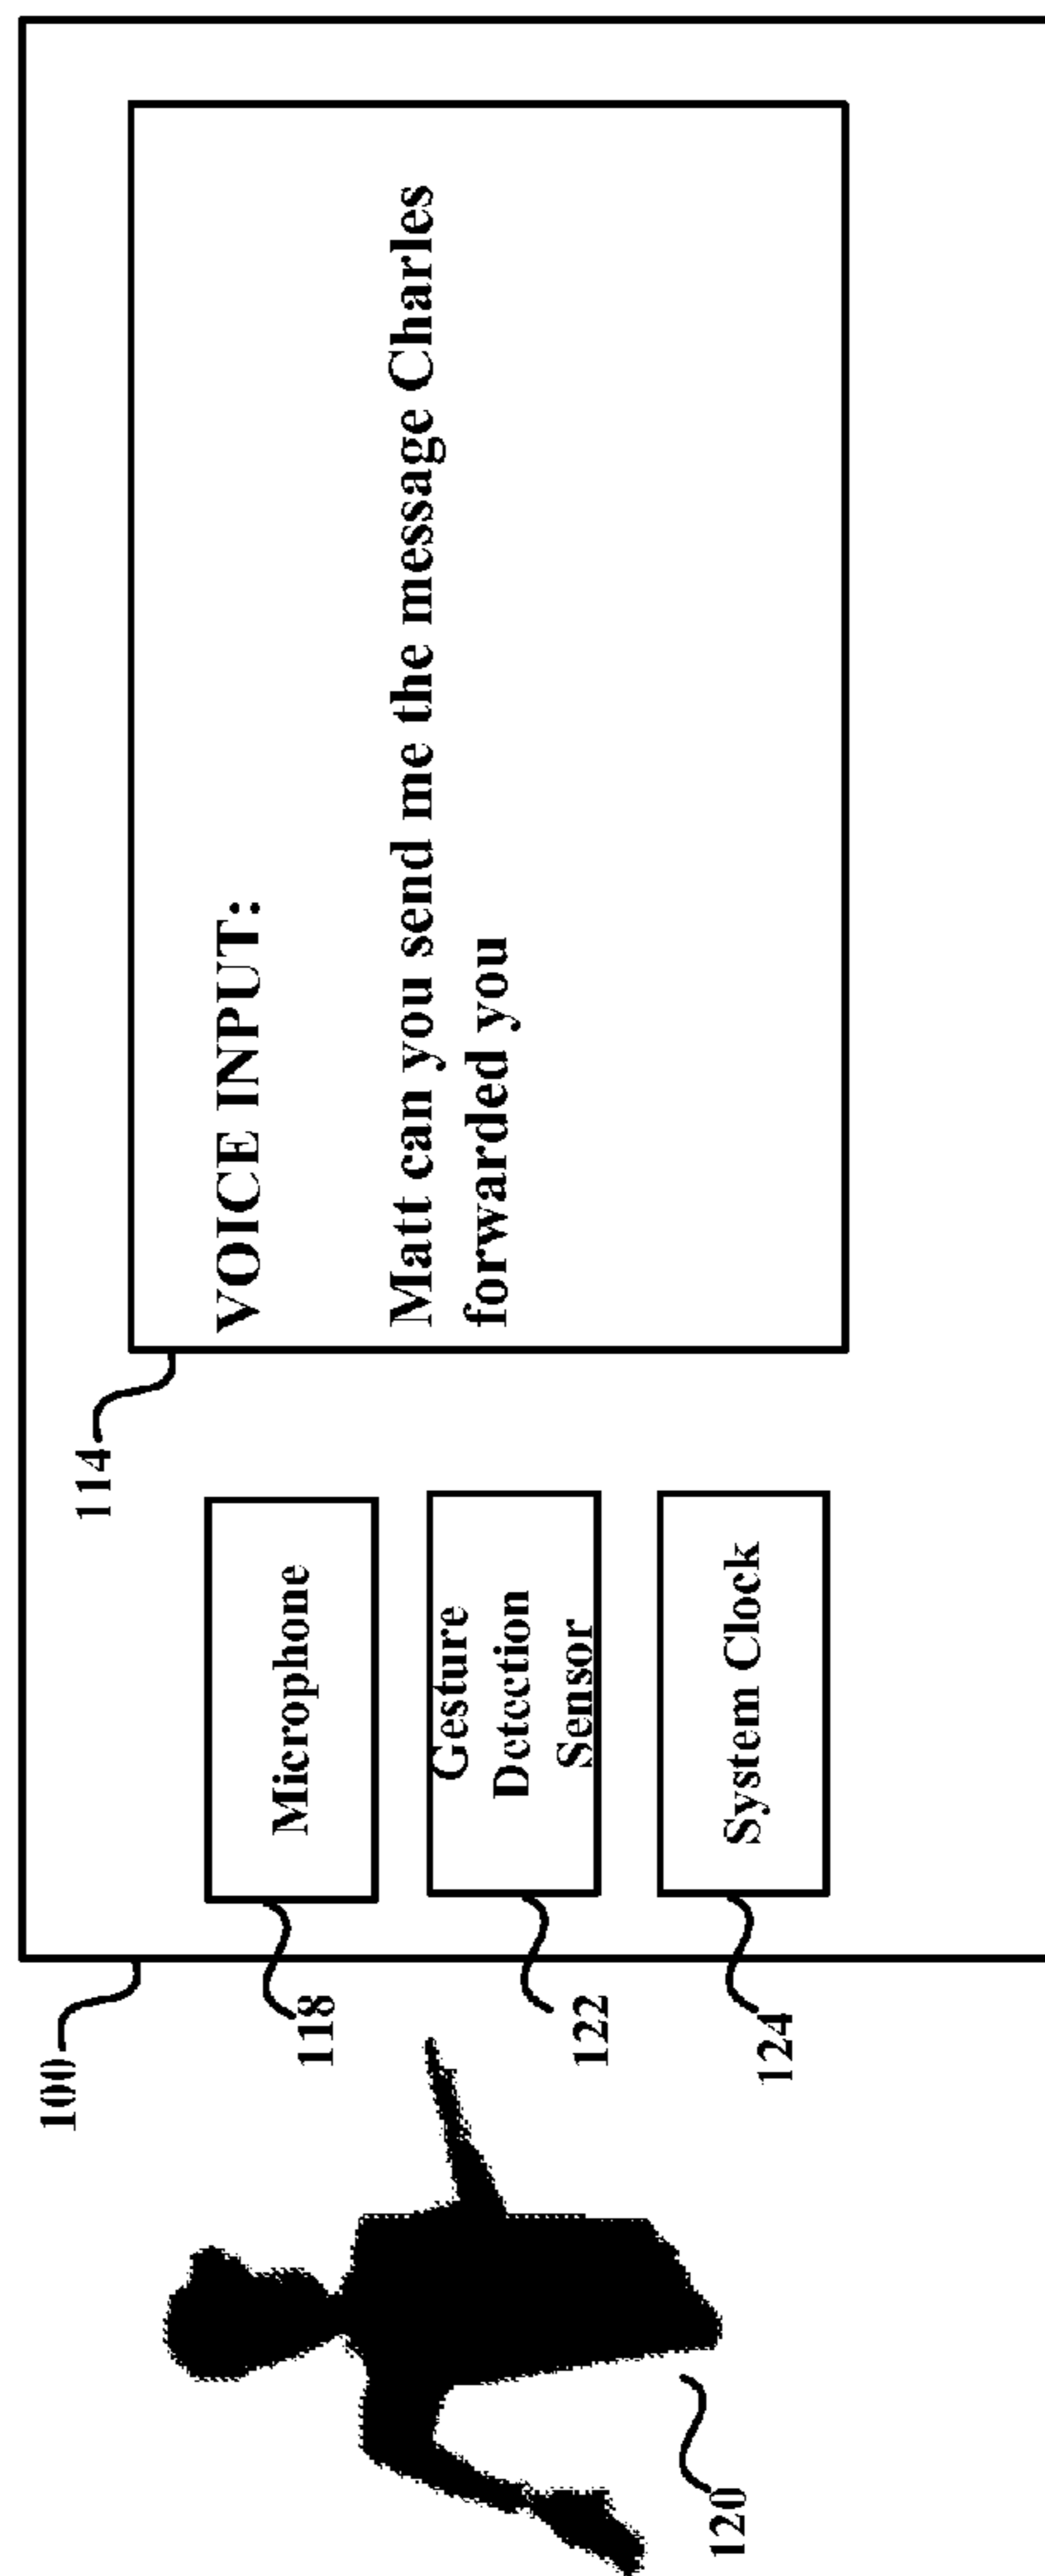 100
114
VOICE INPUT:
Matt can you send me the message Charles
forwarded you
118
Microphone
122
Gesture
Detection
Sensor
124
System Clock
120